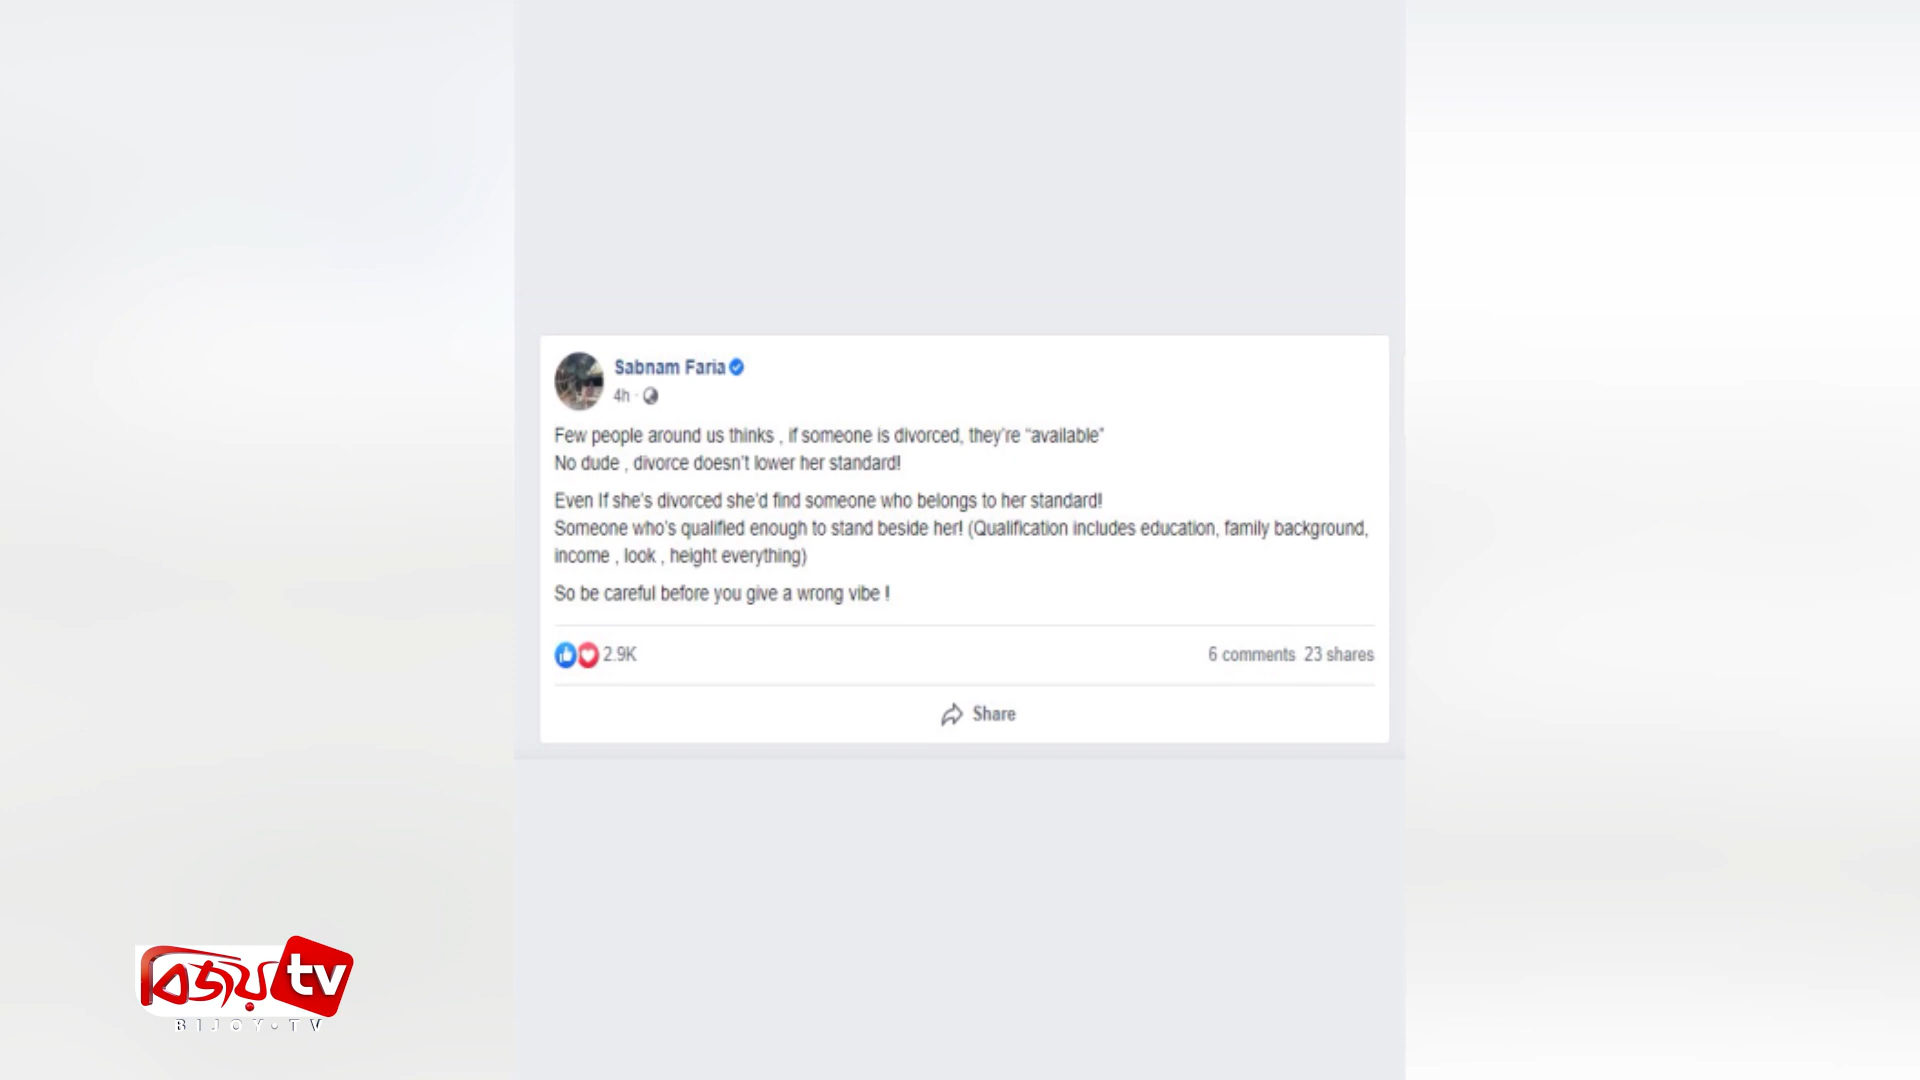 Sabnam Faria
4h ·
Few people around us thinks , if someone is divorced, they're “available”
No dude , divorce doesn't lower her standard!
Even If she's divorced she'd find someone who belongs to her standard!
Someone who's qualified enough to stand beside her! (Qualification includes education, family background,
income , look , height everything)
So be careful before you give a wrong vibe !
2.9K
6 comments 23 shares
Share
বিজয় tv
BIJOY·TV